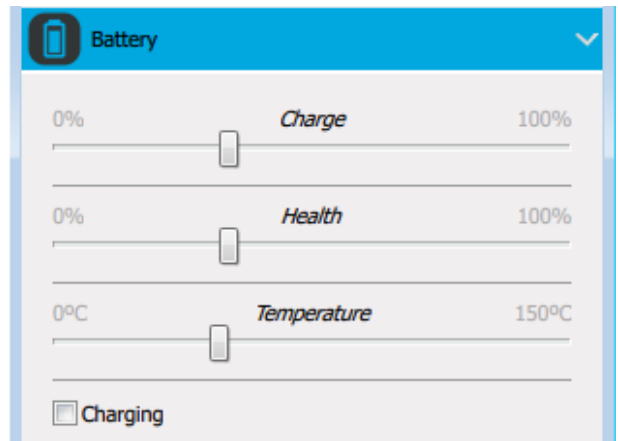 Battery
0% Charge 100%
0% Health 100%
0ºC Temperature 150ºC
Charging